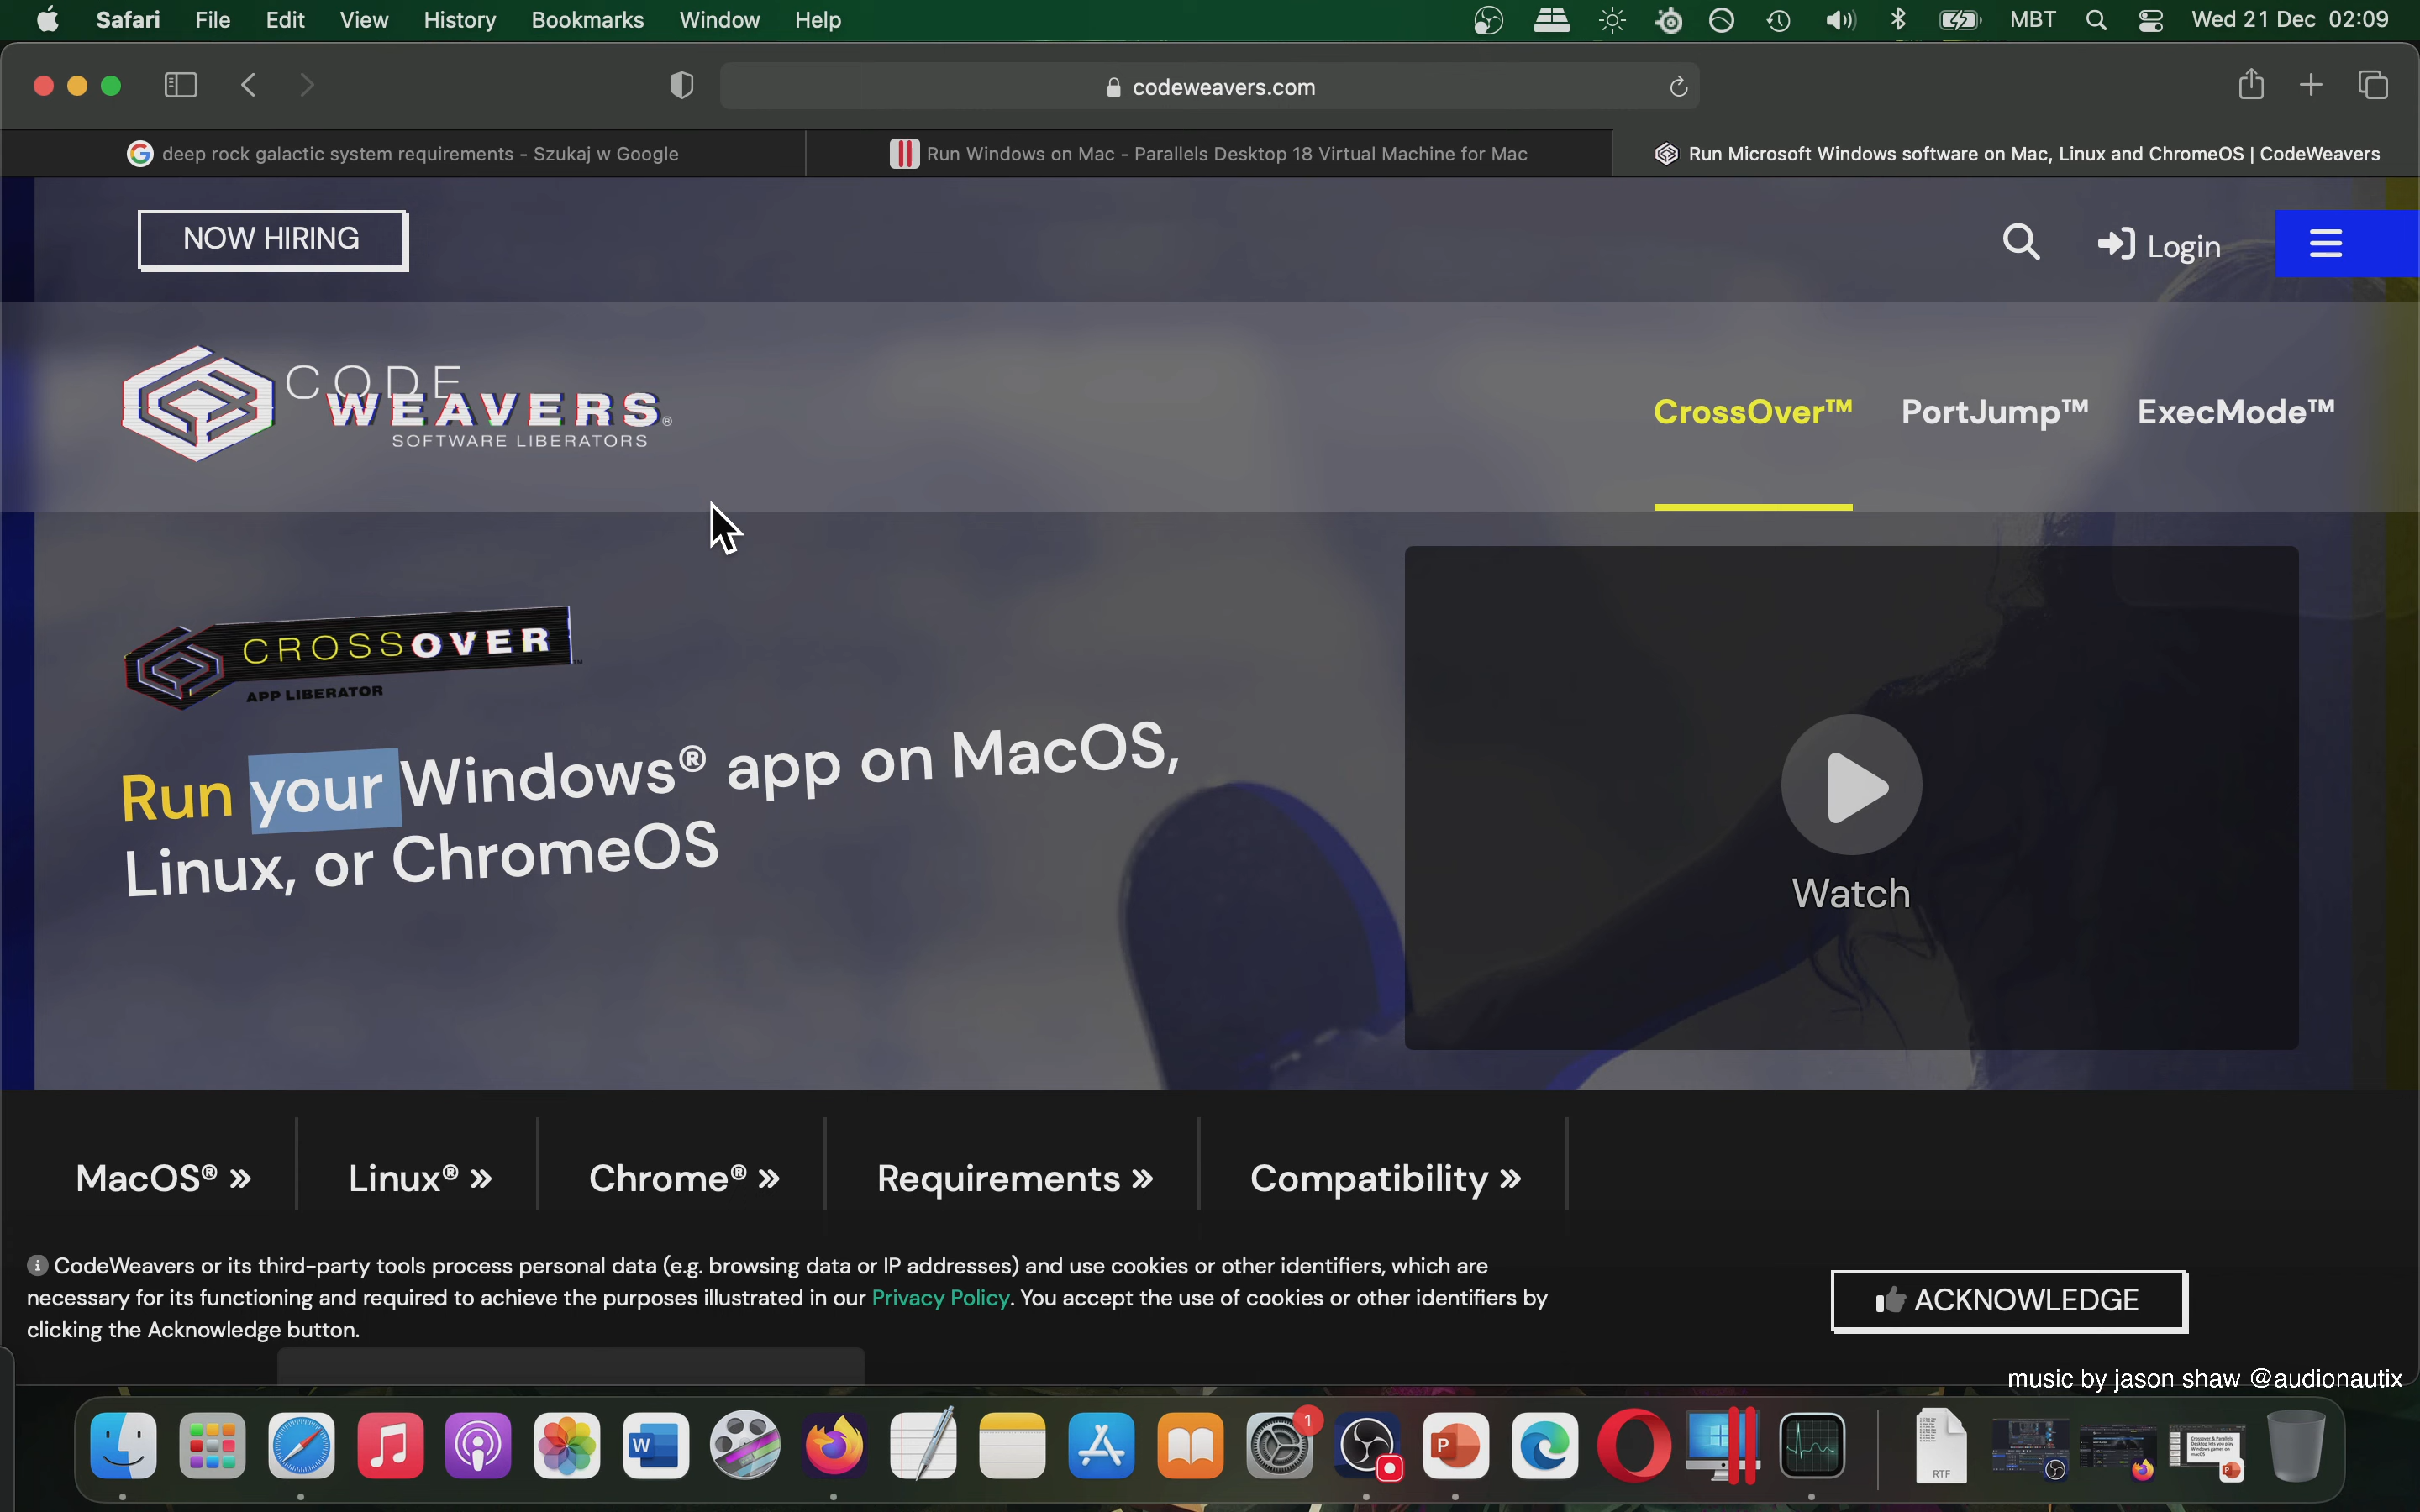 Safari File Edit View History Bookmarks Window Help MBT Wed 21 Dec 02:09
codeweavers.com
deep rock galactic system requirements - Szukaj w Google
Run Windows on Mac - Parallels Desktop 18 Virtual Machine for Mac
Run Microsoft Windows software on Mac, Linux and ChromeOS | CodeWeavers
NOW HIRING
Login
CODE
WEAVERS®
SOFTWARE LIBERATORS
CrossOver™ PortJump™ ExecMode™
CROSSOVER™
APP LIBERATOR
Run your Windows® app on MacOS,
Linux, or ChromeOS
Watch
MacOS® » Linux® » Chrome® » Requirements » Compatibility »
CodeWeavers or its third-party tools process personal data (e.g. browsing data or IP addresses) and use cookies or other identifiers, which are
necessary for its functioning and required to achieve the purposes illustrated in our Privacy Policy. You accept the use of cookies or other identifiers by
clicking the Acknowledge button.
ACKNOWLEDGE
music by jason shaw @audionautix
W
1
P
RTF